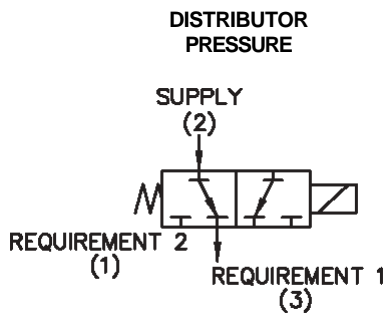 DISTRIBUTOR
PRESSURE
SUPPLY
(2)
REQUIREMENT 2
(1)
REQUIREMENT 1
(3)